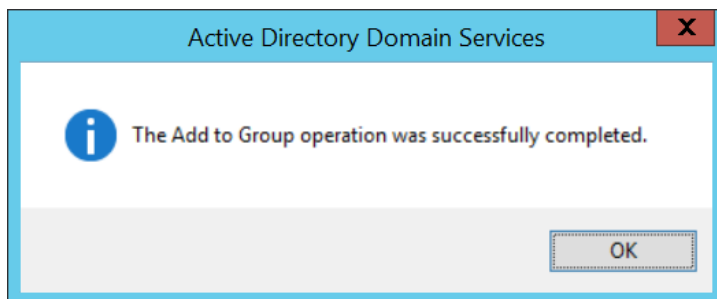 Active Directory Domain Services
X
The Add to Group operation was successfully completed.
OK